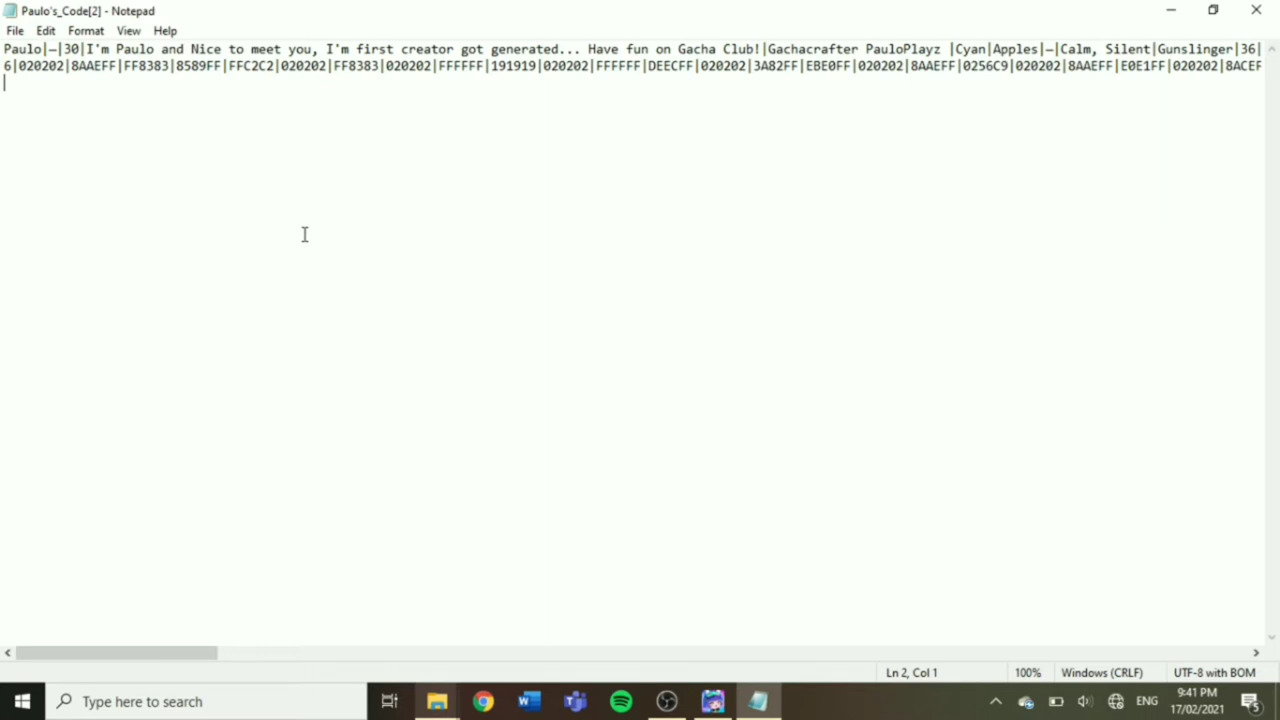 Paulo's_Code[2] - Notepad
File Edit Format View Help
Paulo|—|30|I'm Paulo and Nice to meet you, I'm first creator got generated... Have fun on Gacha Club!|Gachacrafter PauloPlayz |Cyan|Apples|—|Calm, Silent|Gunslinger|36|
6|020202|8AAEFF|FF8383|8589FF|FFC2C2|020202|FF8383|020202|FFFFFF|191919|020202|FFFFFF|DEECFF|020202|3A82FF|EBE0FF|020202|8AAEFF|0256C9|020202|8AAEFF|E0E1FF|020202|8ACEF
Ln 2, Col 1 100% Windows (CRLF) UTF-8 with BOM
Type here to search
ENG
9:41 PM
17/02/2021
5